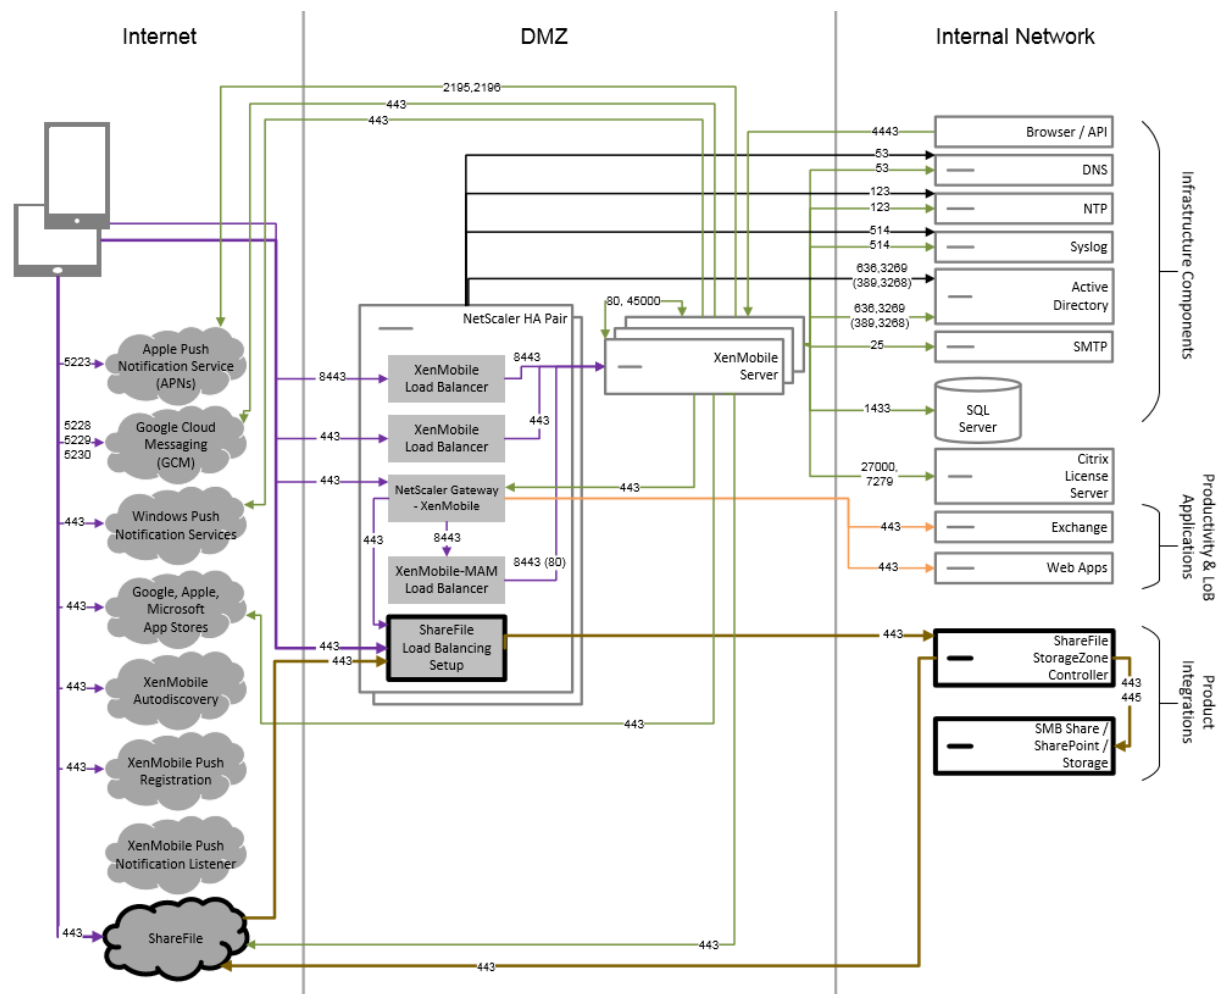 Internet
DMZ
Internal Network
2195,2196
443
443
4443
Browser / API
53
53
DNS
123
123
NTP
514
514
Syslog
636,3269
(389,3268)
636,3269
(389,3268)
Active
Directory
25
SMTP
1433
SQL
Server
27000,
7279
Citrix
License
Server
Infrastructure Components
80, 45000
XenMobile
Server
NetScaler HA Pair
8443
XenMobile
Load Balancer
8443
443
XenMobile
Load Balancer
443
443
NetScaler Gateway
- XenMobile
443
443
8443
XenMobile-MAM
Load Balancer
8443 (80)
443
Exchange
443
Web Apps
Productivity & LoB
Applications
443
443
ShareFile
Load Balancing
Setup
443
ShareFile
StorageZone
Controller
443
445
SMB Share /
SharePoint /
Storage
Product
Integrations
5223
Apple Push
Notification Service
(APNs)
5228
5229
5230
Google Cloud
Messaging
(GCM)
443
Windows Push
Notification Services
443
Google, Apple,
Microsoft
App Stores
443
443
XenMobile
Autodiscovery
443
XenMobile Push
Registration
XenMobile Push
Notification Listener
443
ShareFile
443
443